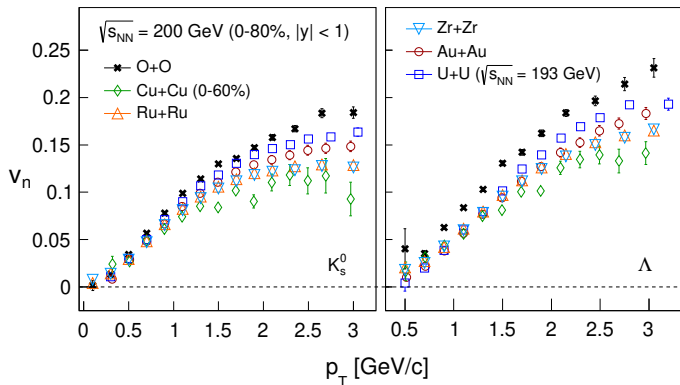 √s_NN = 200 GeV (0-80%, |y| < 1)
O+O
Cu+Cu (0-60%)
Ru+Ru
Zr+Zr
Au+Au
U+U (√s_NN = 193 GeV)
v_n
0.25
0.2
0.15
0.1
0.05
0
K_s^0
Λ
0 0.5 1 1.5 2 2.5 3
0.5 1 1.5 2 2.5 3
p_T [GeV/c]